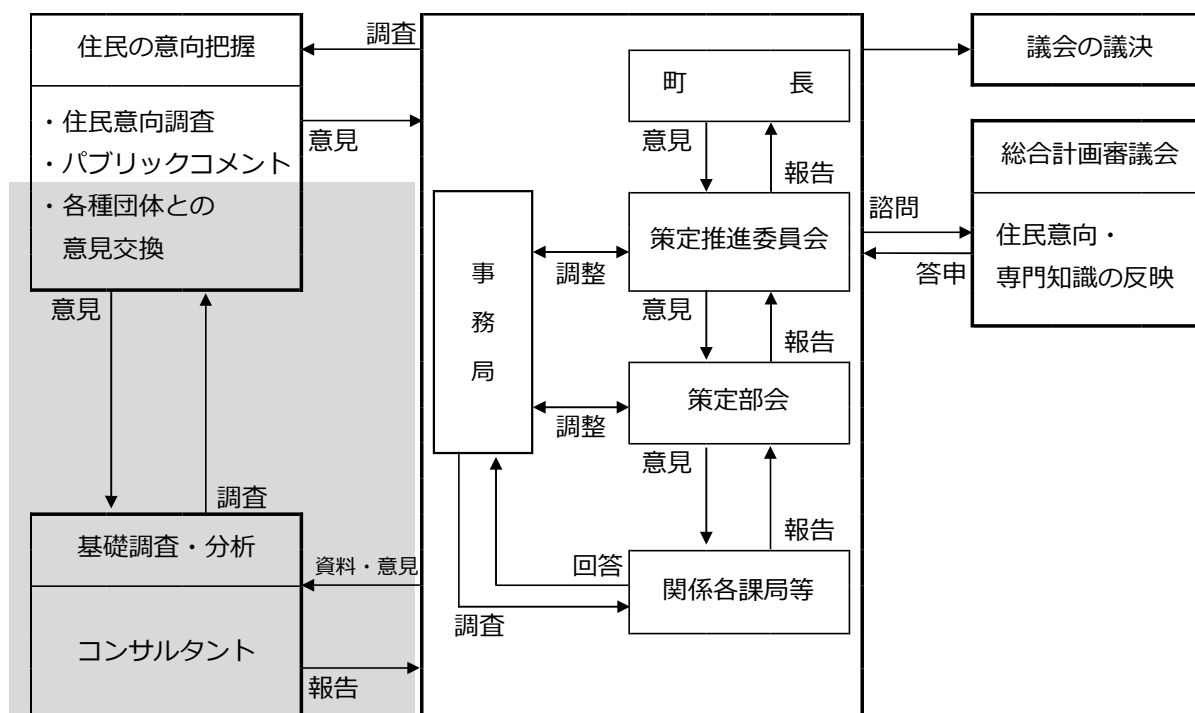 住民の意向把握
・住民意向調査
・パブリックコメント
・各種団体との
意見交換
調査
意見
意見
調査
基礎調査・分析
コンサルタント
資料・意見
報告
町　長
意見
報告
策定推進委員会
調整
意見
報告
事務局
策定部会
調整
意見
報告
回答
調査
関係各課局等
議会の議決
総合計画審議会
諮問
答申
住民意向・
専門知識の反映